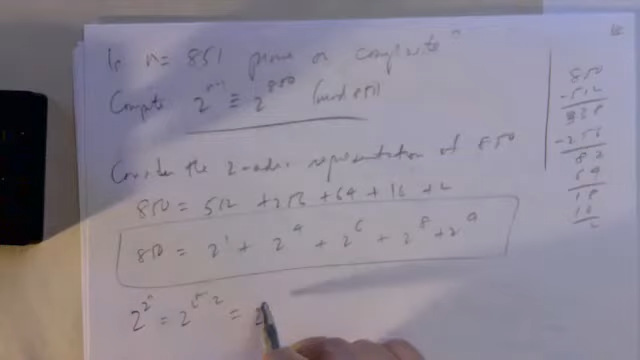 Is n = 851 prime or composite?
Compute 2^{n-1} ≡ 2^{850} (mod 851)
Consider the 2-adic representation of 850
850 = 512 + 256 + 64 + 16 + 2
850 = 2^1 + 2^4 + 2^6 + 2^8 + 2^9
850
-512
338
-256
82
64
18
16
2